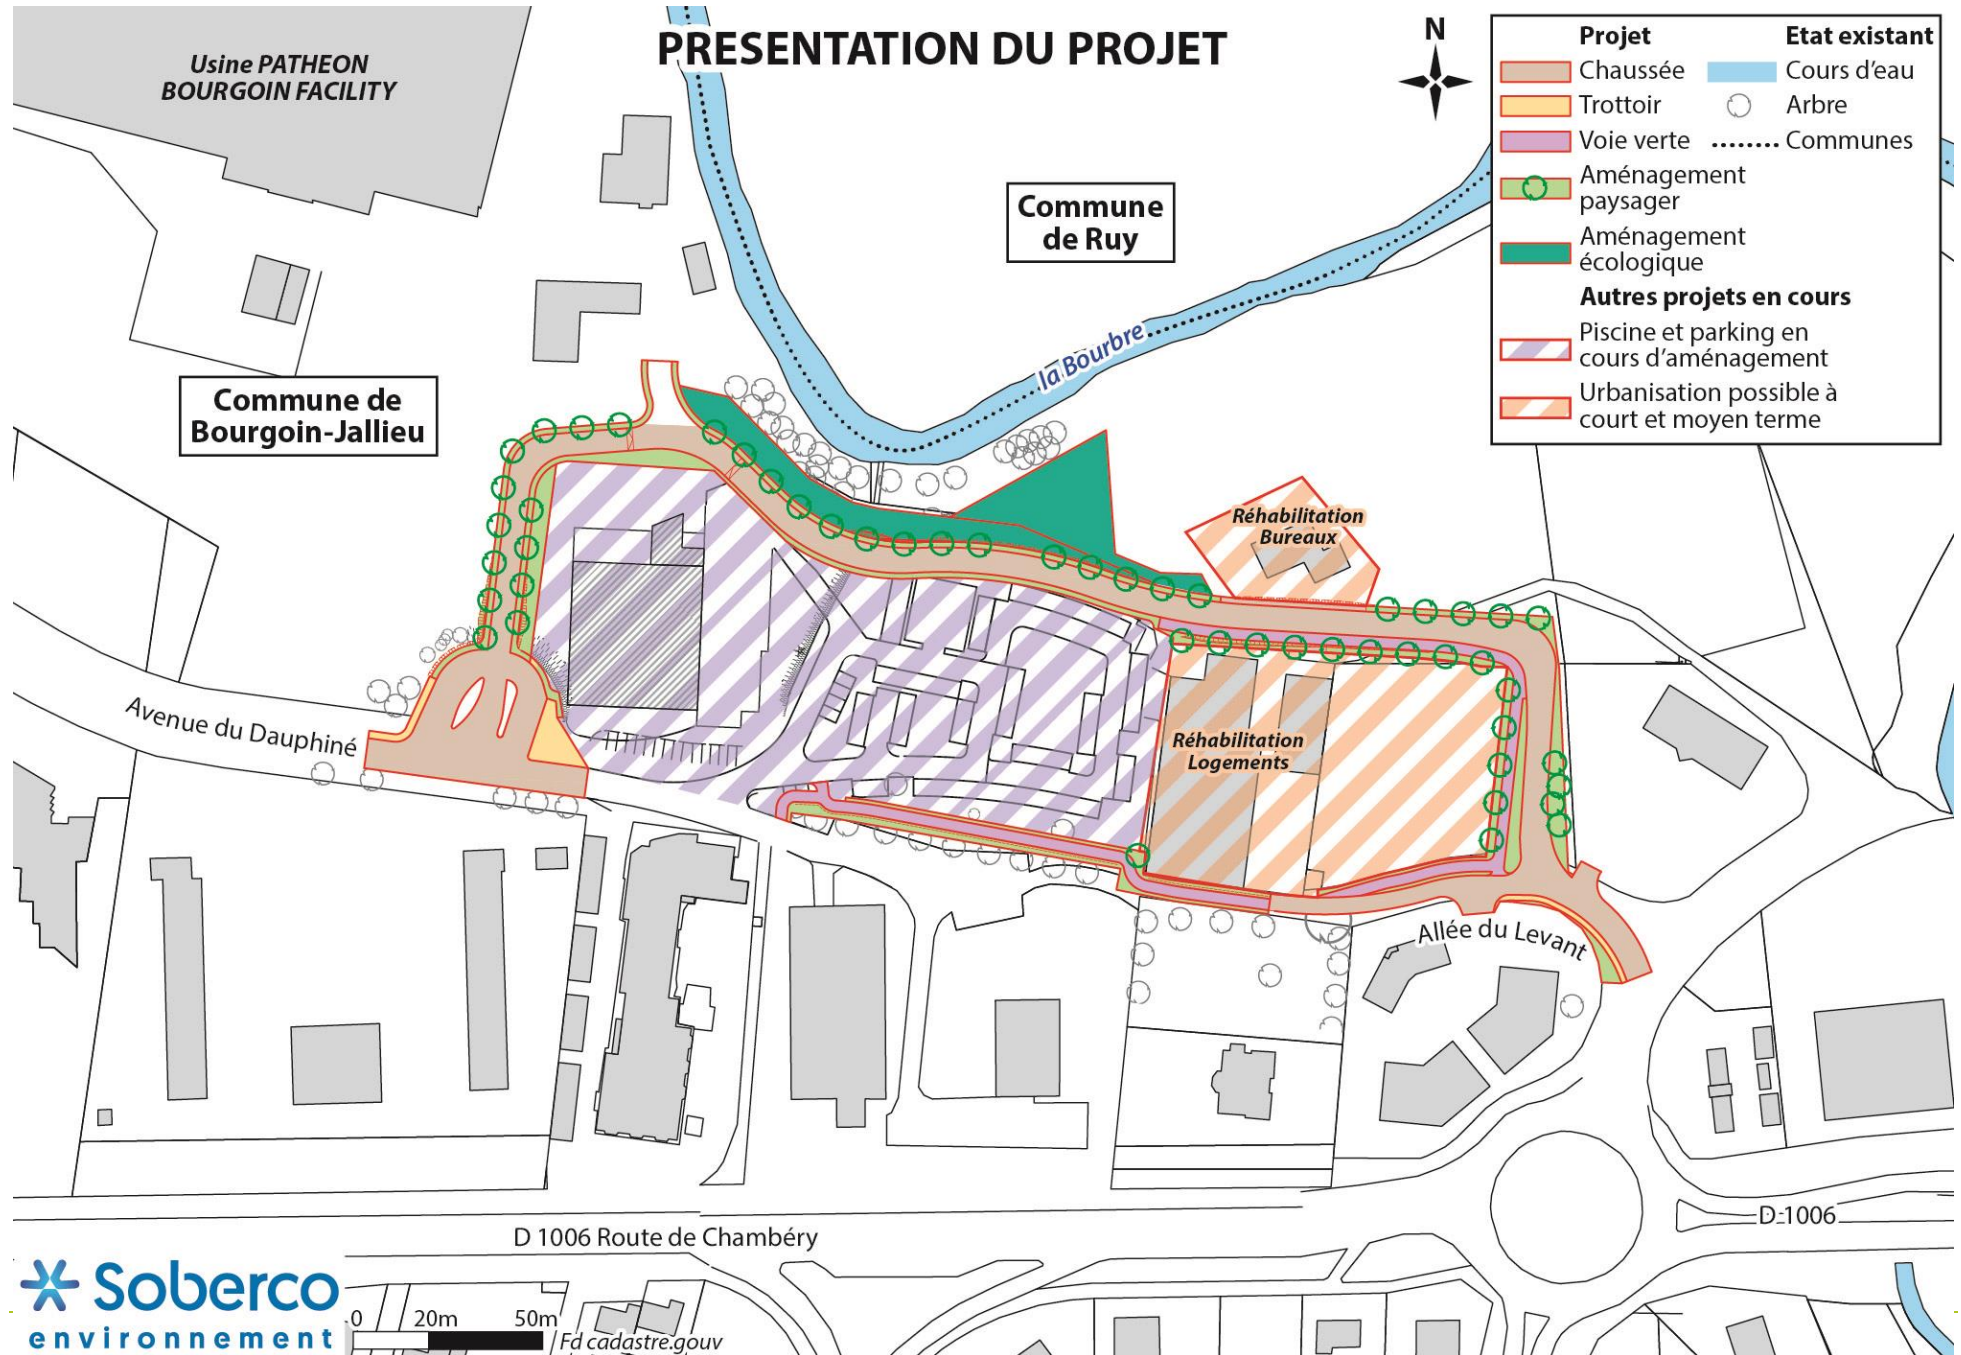 PRESENTATION DU PROJET
Usine PATHEON
BOURGOIN FACILITY
N
Projet
Etat existant
Chaussée
Cours d'eau
Trottoir
Arbre
Voie verte
Communes
Aménagement
paysager
Aménagement
écologique
Autres projets en cours
Piscine et parking en
cours d'aménagement
Urbanisation possible à
court et moyen terme
Commune
de Ruy
la Bourbre
Commune de
Bourgoin-Jallieu
Réhabilitation
Bureaux
Avenue du Dauphiné
Réhabilitation
Logements
Allée du Levant
D 1006 Route de Chambéry
D 1006
Soberco
environnement
0 20m 50m
Fd cadastre.gouv